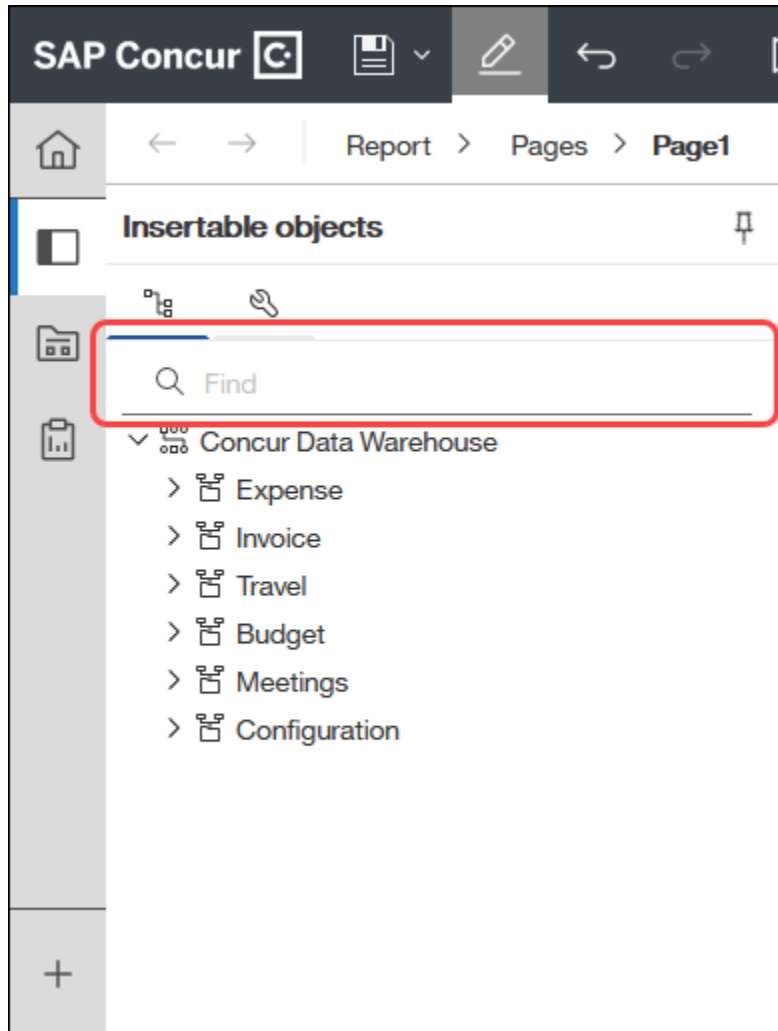 SAP Concur C
Report > Pages > Page1
Insertable objects
Find
Concur Data Warehouse
Expense
Invoice
Travel
Budget
Meetings
Configuration